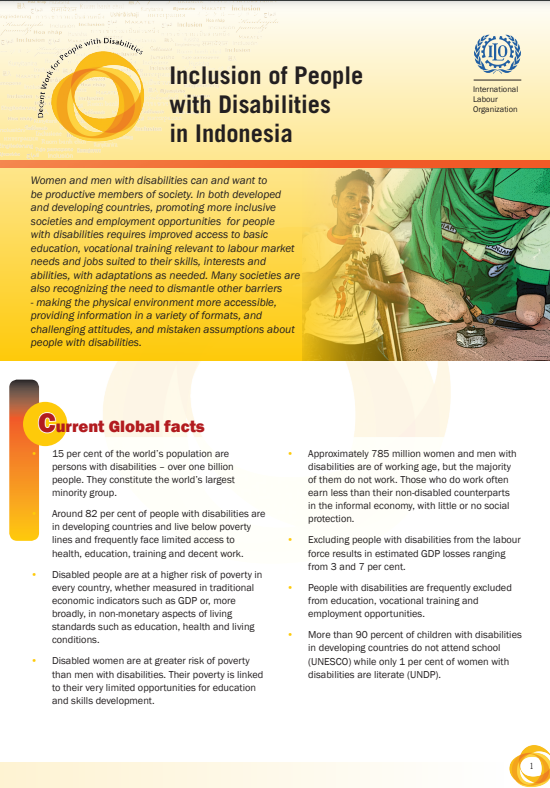 Decent Work for People with Disabilities
Inclusion of People
with Disabilities
in Indonesia
ILO
International
Labour
Organization
Women and men with disabilities can and want to
be productive members of society. In both developed
and developing countries, promoting more inclusive
societies and employment opportunities for people
with disabilities requires improved access to basic
education, vocational training relevant to labour market
needs and jobs suited to their skills, interests and
abilities, with adaptations as needed. Many societies are
also recognizing the need to dismantle other barriers
- making the physical environment more accessible,
providing information in a variety of formats, and
challenging attitudes, and mistaken assumptions about
people with disabilities.
Current Global facts
• 15 per cent of the world's population are
persons with disabilities – over one billion
people. They constitute the world's largest
minority group.
• Around 82 per cent of people with disabilities are
in developing countries and live below poverty
lines and frequently face limited access to
health, education, training and decent work.
• Disabled people are at a higher risk of poverty in
every country, whether measured in traditional
economic indicators such as GDP or, more
broadly, in non-monetary aspects of living
standards such as education, health and living
conditions.
• Disabled women are at greater risk of poverty
than men with disabilities. Their poverty is linked
to their very limited opportunities for education
and skills development.
• Approximately 785 million women and men with
disabilities are of working age, but the majority
of them do not work. Those who do work often
earn less than their non-disabled counterparts
in the informal economy, with little or no social
protection.
• Excluding people with disabilities from the labour
force results in estimated GDP losses ranging
from 3 and 7 per cent.
• People with disabilities are frequently excluded
from education, vocational training and
employment opportunities.
• More than 90 percent of children with disabilities
in developing countries do not attend school
(UNESCO) while only 1 per cent of women with
disabilities are literate (UNDP).
1